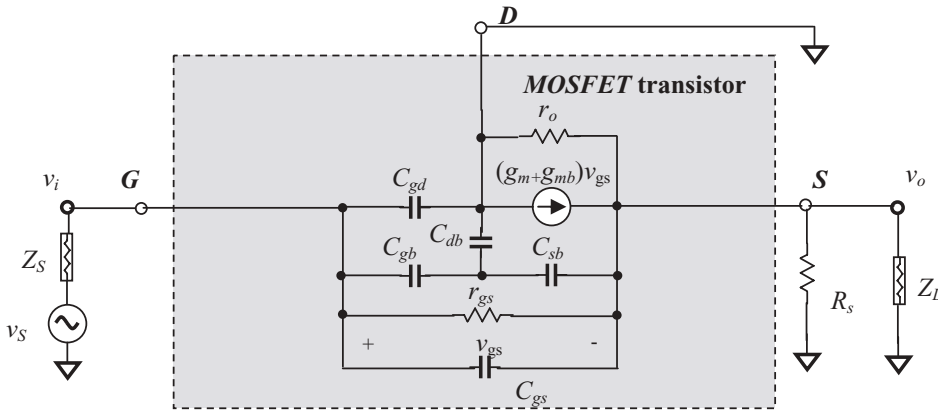 D
MOSFET transistor
r_o
v_i
G
C_gd
(g_m+g_mb)v_gs
S
v_o
Z_S
C_gb
C_db
C_sb
r_gs
R_s
Z_L
v_S
+
v_gs
-
C_gs